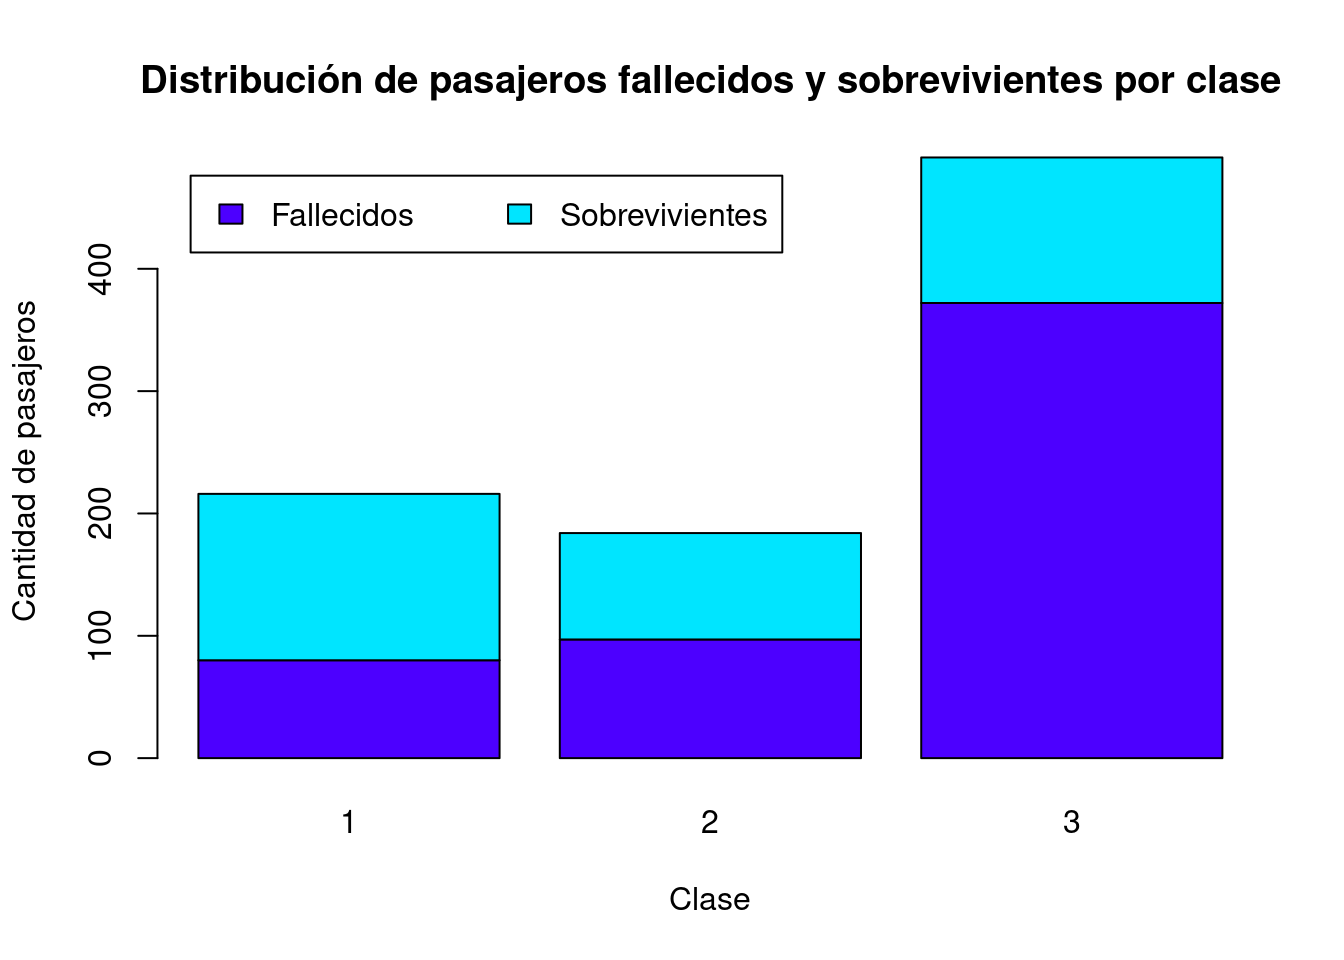 Distribución de pasajeros fallecidos y sobrevivientes por clase
Fallecidos Sobrevivientes
Cantidad de pasajeros
400
300
200
100
0
1 2 3
Clase